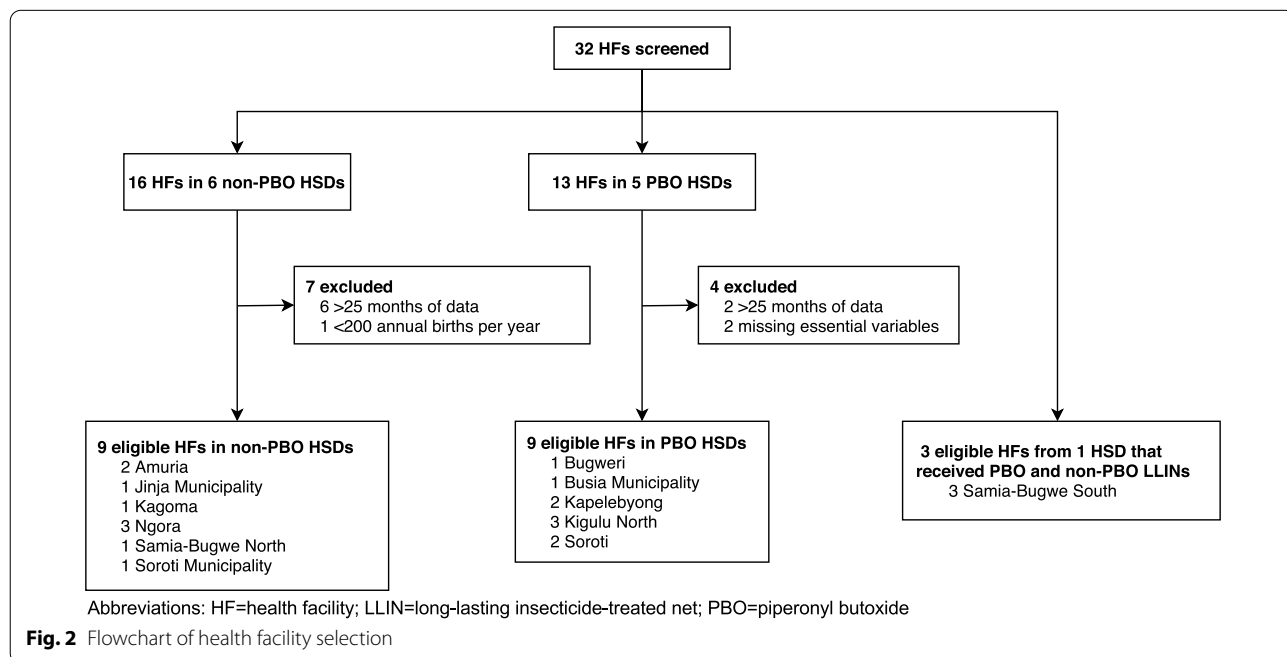 32 HFs screened
16 HFs in 6 non-PBO HSDs
13 HFs in 5 PBO HSDs
7 excluded
6 >25 months of data
1 <200 annual births per year
4 excluded
2 >25 months of data
2 missing essential variables
9 eligible HFs in non-PBO HSDs
2 Amuria
1 Jinja Municipality
1 Kagoma
3 Ngora
1 Samia-Bugwe North
1 Soroti Municipality
9 eligible HFs in PBO HSDs
1 Bugweri
1 Busia Municipality
2 Kapelebyong
3 Kigulu North
2 Soroti
3 eligible HFs from 1 HSD that
received PBO and non-PBO LLINs
3 Samia-Bugwe South
Abbreviations: HF=health facility; LLIN=long-lasting insecticide-treated net; PBO=piperonyl butoxide
Fig. 2 Flowchart of health facility selection